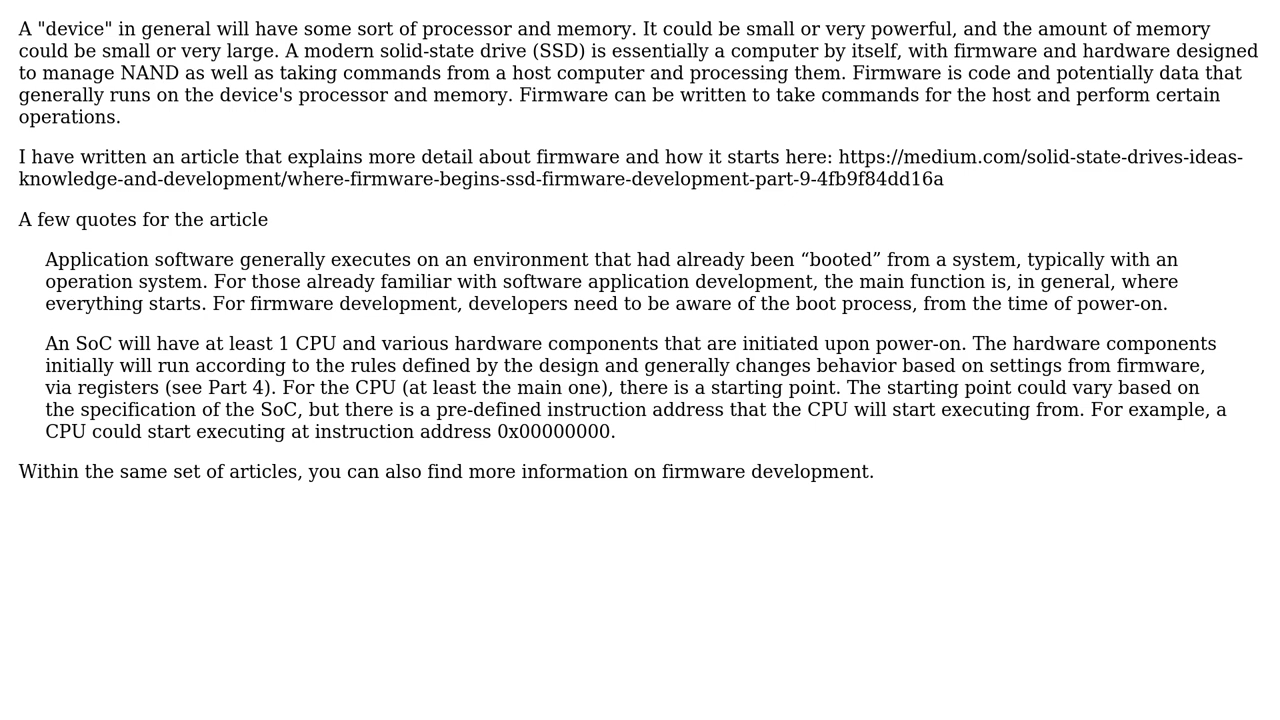 A "device" in general will have some sort of processor and memory. It could be small or very powerful, and the amount of memory
could be small or very large. A modern solid-state drive (SSD) is essentially a computer by itself, with firmware and hardware designed
to manage NAND as well as taking commands from a host computer and processing them. Firmware is code and potentially data that
generally runs on the device's processor and memory. Firmware can be written to take commands for the host and perform certain
operations.
I have written an article that explains more detail about firmware and how it starts here: https://medium.com/solid-state-drives-ideas-
knowledge-and-development/where-firmware-begins-ssd-firmware-development-part-9-4fb9f84dd16a
A few quotes for the article
Application software generally executes on an environment that had already been “booted” from a system, typically with an
operation system. For those already familiar with software application development, the main function is, in general, where
everything starts. For firmware development, developers need to be aware of the boot process, from the time of power-on.
An SoC will have at least 1 CPU and various hardware components that are initiated upon power-on. The hardware components
initially will run according to the rules defined by the design and generally changes behavior based on settings from firmware,
via registers (see Part 4). For the CPU (at least the main one), there is a starting point. The starting point could vary based on
the specification of the SoC, but there is a pre-defined instruction address that the CPU will start executing from. For example, a
CPU could start executing at instruction address 0x00000000.
Within the same set of articles, you can also find more information on firmware development.